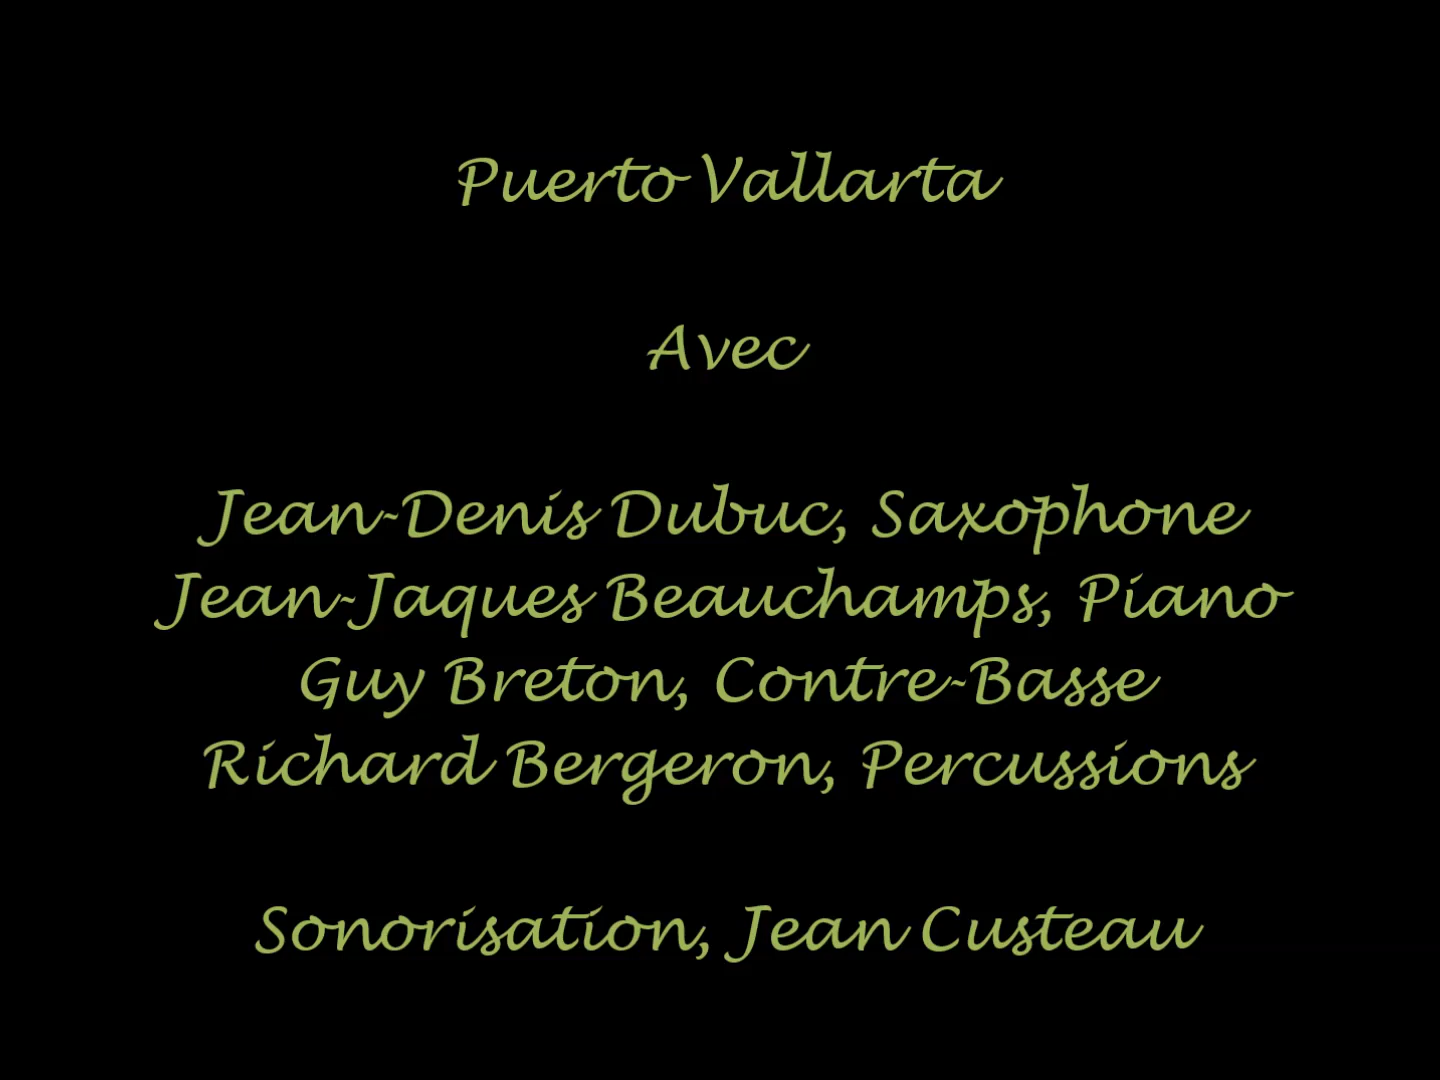 Puerto Vallarta
Avec
Jean-Denis Dubuc, Saxophone
Jean-Jaques Beauchamps, Piano
Guy Breton, Contre-Basse
Richard Bergeron, Percussions
Sonorisation, Jean Custeau